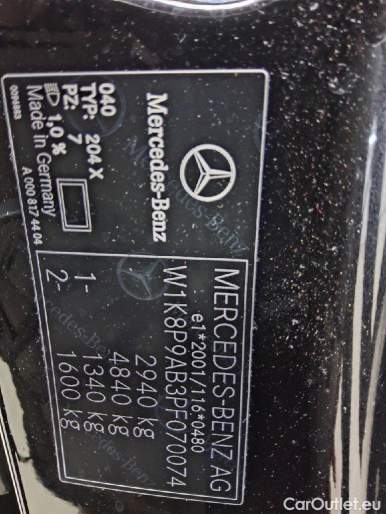 MERCEDES-BENZ AG
e1*2001/116*0480
W1K8P9AB3PF070074
2940 kg
4840 kg
1- 1340 kg
2- 1600 kg
Mercedes-Benz
040
TYP: 204 X
PZ: 7
1,0 %
Made in Germany
A 000 817 44 04
CarOutlet.eu